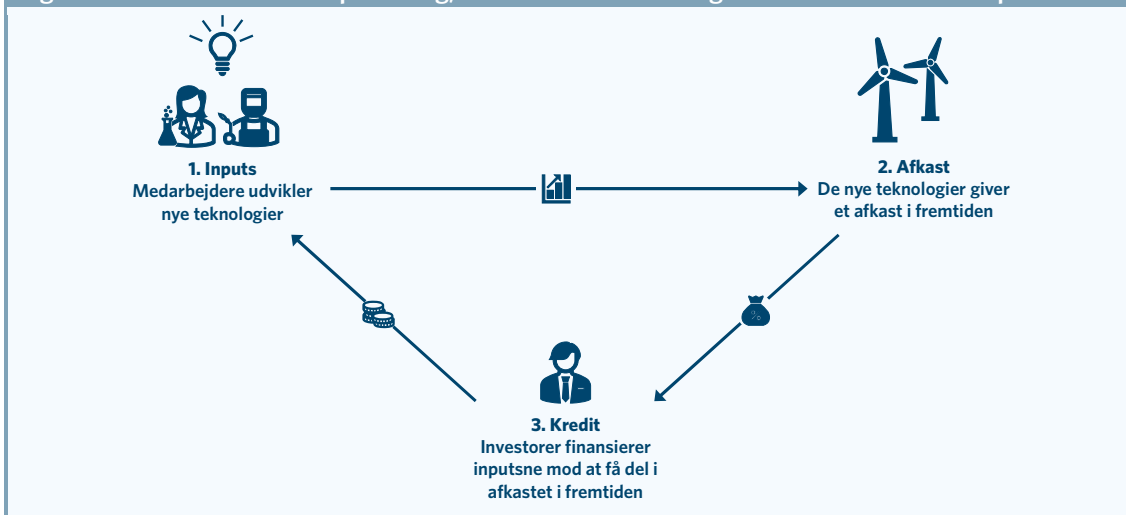 1. Inputs
Medarbejdere udvikler
nye teknologier
2. Afkast
De nye teknologier giver
et afkast i fremtiden
%
3. Kredit
Investorer finansierer
inputsne mod at få del i
afkastet i fremtiden